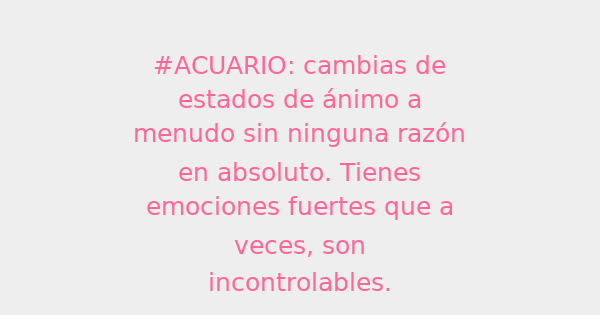 #ACUARIO: cambias de
estados de ánimo a
menudo sin ninguna razón
en absoluto. Tienes
emociones fuertes que a
veces, son
incontrolables.